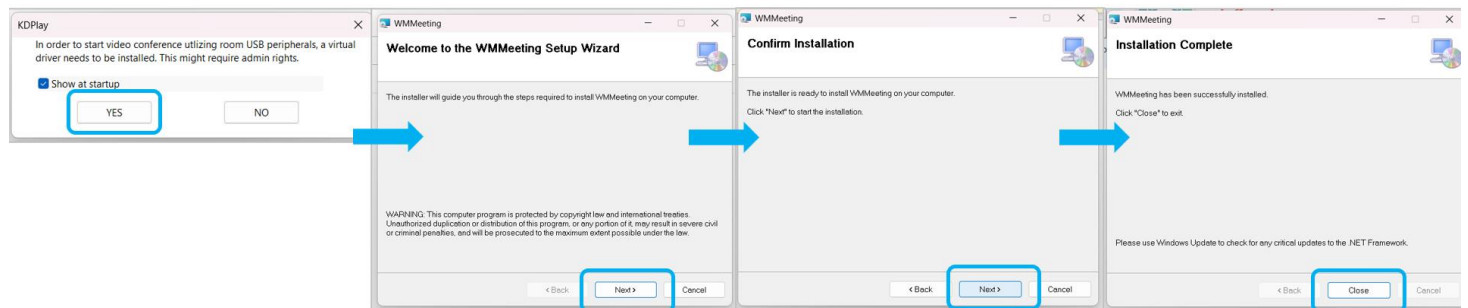 KDPlay
In order to start video conference utlizing room USB peripherals, a virtual
driver needs to be installed. This might require admin rights.
Show at startup
YES NO
WMMeeting
Welcome to the WMMeeting Setup Wizard
The installer will guide you through the steps required to install WMMeeting on your computer.
WARNING: This computer program is protected by copyright law and international treaties.
Unauthorized duplication or distribution of this program, or any portion of it, may result in severe civil
or criminal penalties, and will be prosecuted to the maximum extent possible under the law.
< Back Next > Cancel
WMMeeting
Confirm Installation
The installer is ready to install WMMeeting on your computer.
Click "Next" to start the installation.
< Back Next > Cancel
WMMeeting
Installation Complete
WMMeeting has been successfully installed.
Click "Close" to exit.
Please use Windows Update to check for any critical updates to the .NET Framework.
< Back Close Cancel